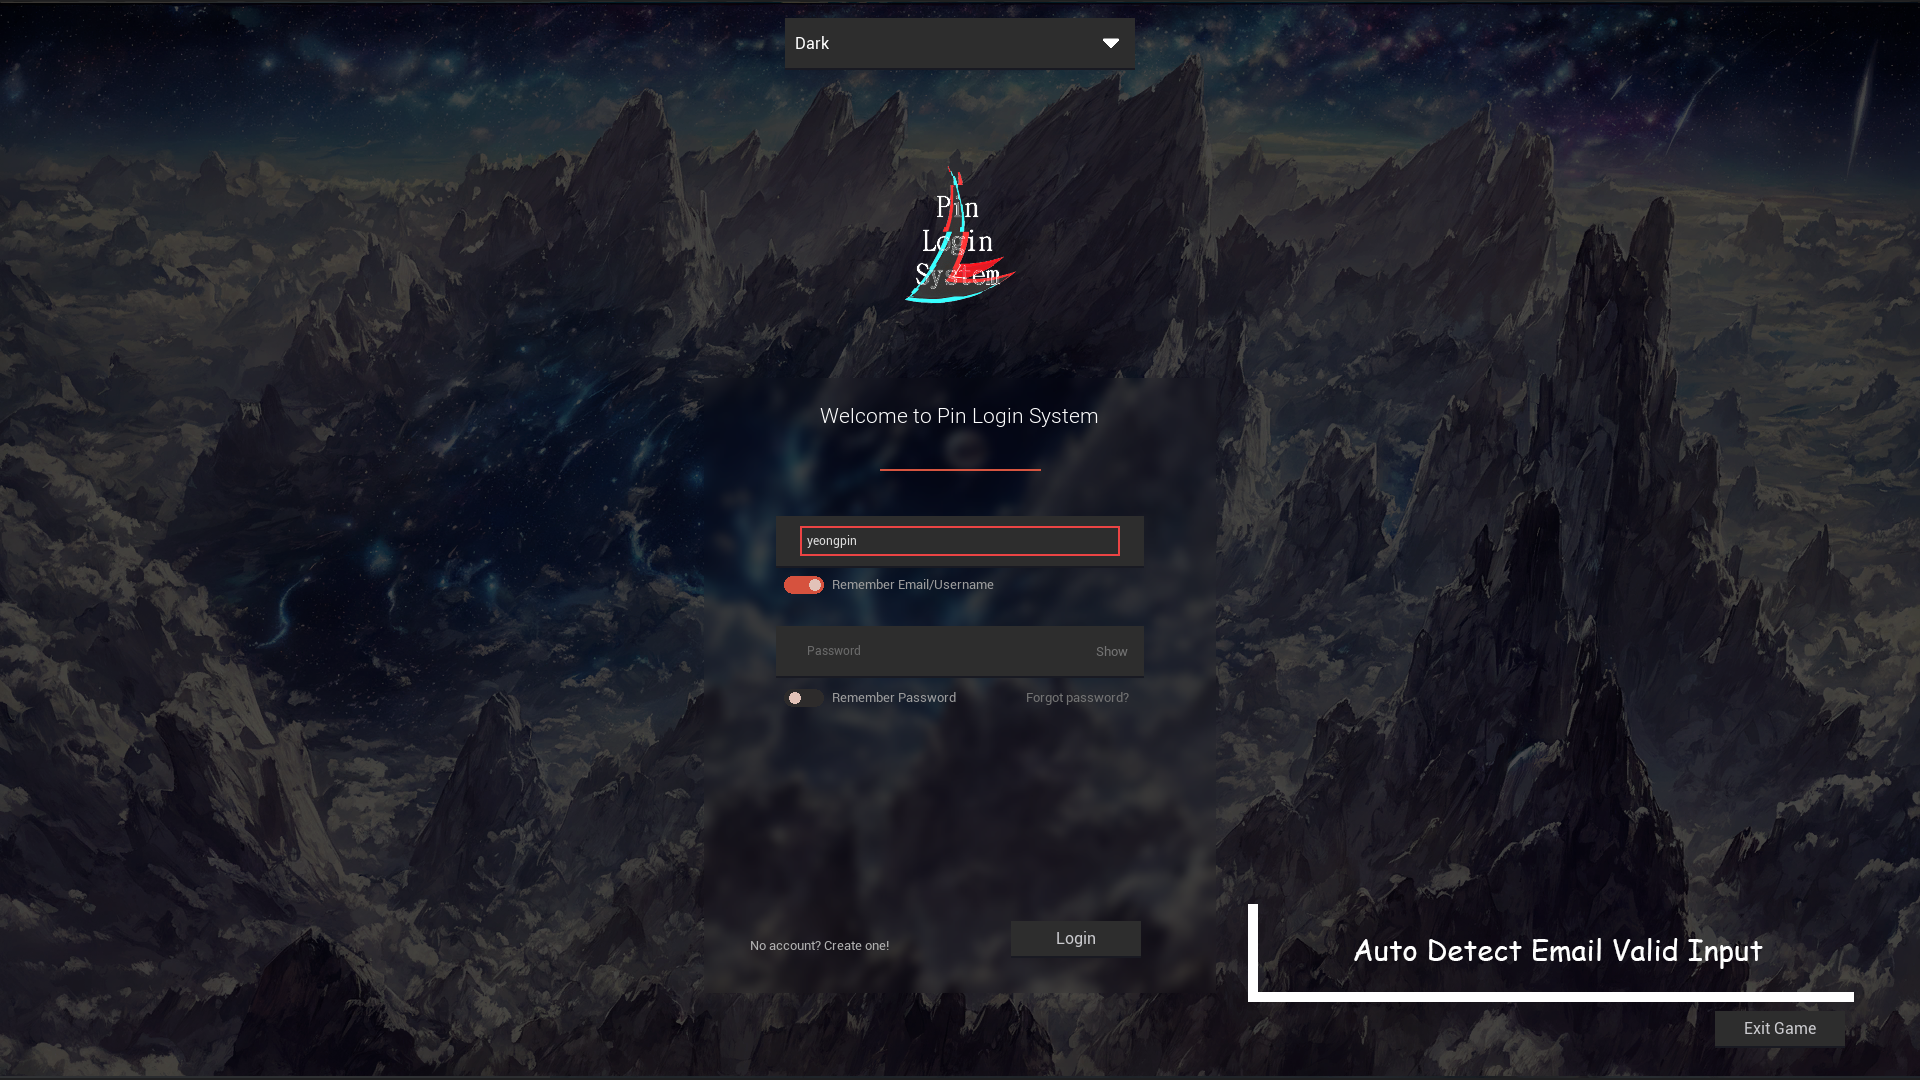 Dark
Pin
Login
System
Welcome to Pin Login System
yeongpin
Remember Email/Username
Password
Show
Remember Password
Forgot password?
No account? Create one!
Login
Auto Detect Email Valid Input
Exit Game